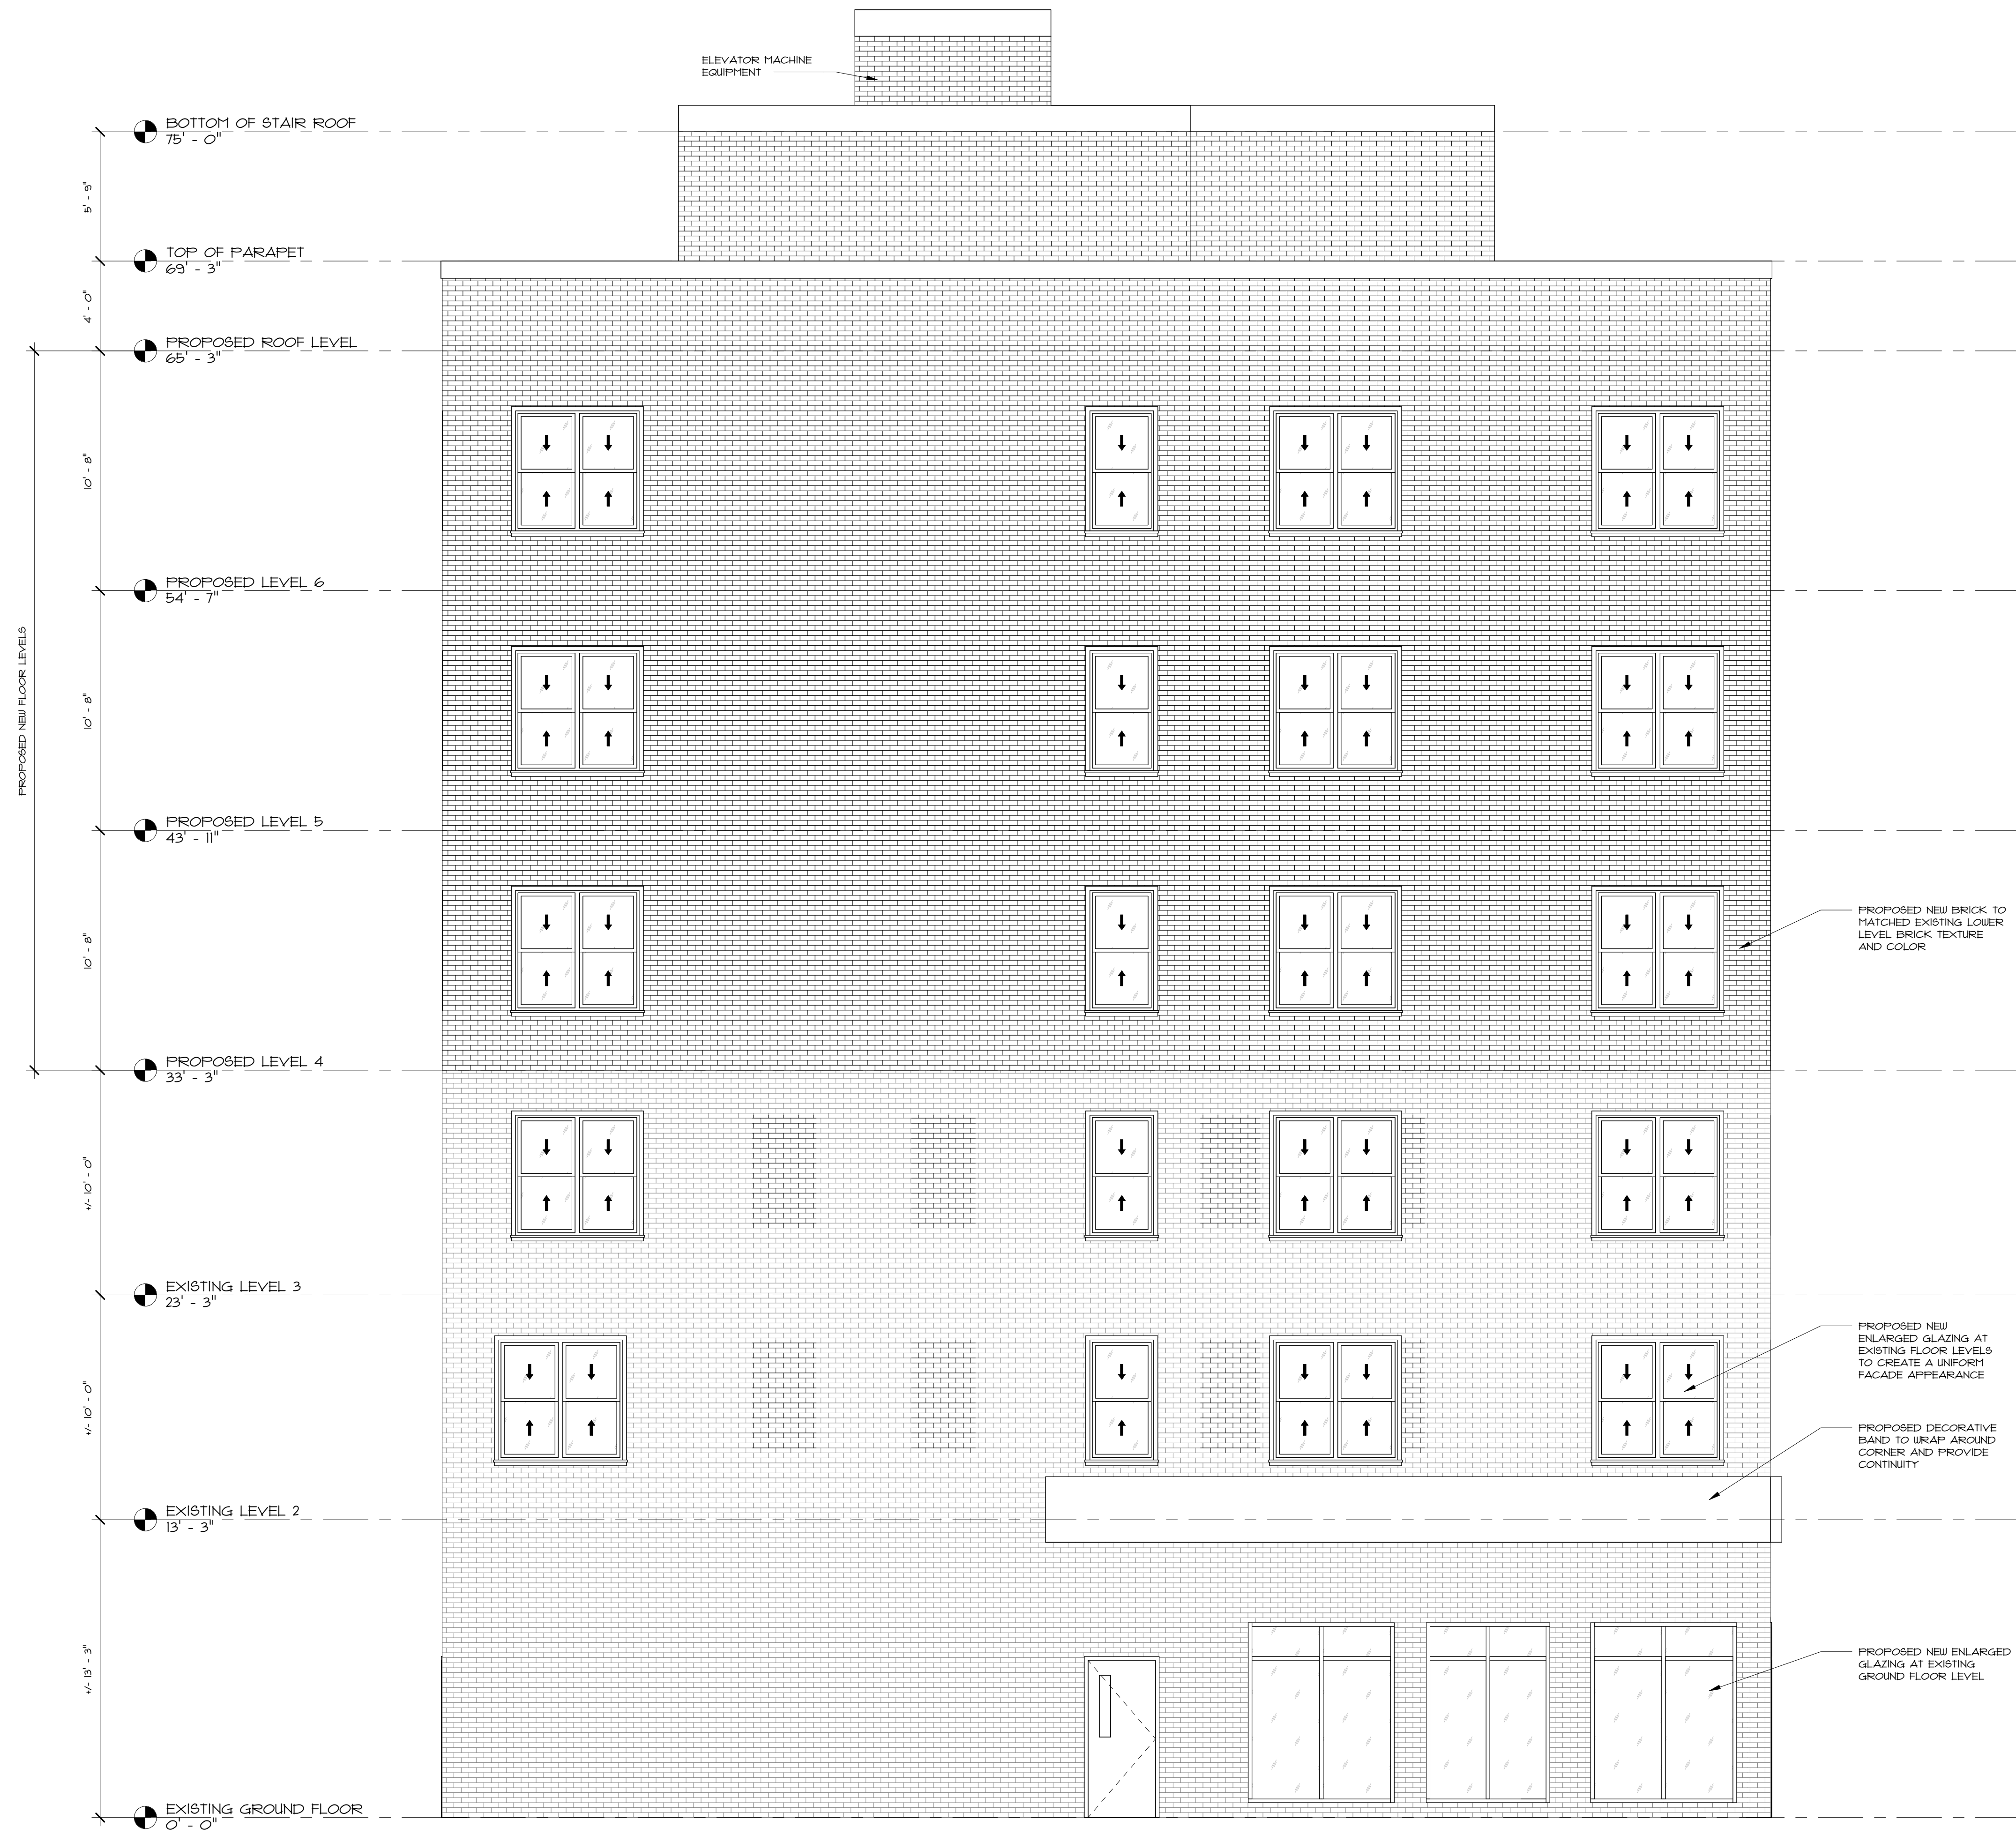 ELEVATOR MACHINE
EQUIPMENT
BOTTOM OF STAIR ROOF
75' - 0"
5' - 9"
TOP OF PARAPET
69' - 3"
4' - 0"
PROPOSED ROOF LEVEL
65' - 3"
10' - 8"
PROPOSED LEVEL 6
54' - 7"
PROPOSED NEW FLOOR LEVELS
10' - 8"
PROPOSED LEVEL 5
43' - 11"
10' - 8"
PROPOSED NEW BRICK TO
MATCHED EXISTING LOWER
LEVEL BRICK TEXTURE
AND COLOR
PROPOSED LEVEL 4
33' - 3"
+/- 10' - 0"
EXISTING LEVEL 3
23' - 3"
PROPOSED NEW
ENLARGED GLAZING AT
EXISTING FLOOR LEVELS
TO CREATE A UNIFORM
FACADE APPEARANCE
+/- 10' - 0"
PROPOSED DECORATIVE
BAND TO WRAP AROUND
CORNER AND PROVIDE
CONTINUITY
EXISTING LEVEL 2
13' - 3"
+/- 13' - 3"
PROPOSED NEW ENLARGED
GLAZING AT EXISTING
GROUND FLOOR LEVEL
EXISTING GROUND FLOOR
0' - 0"